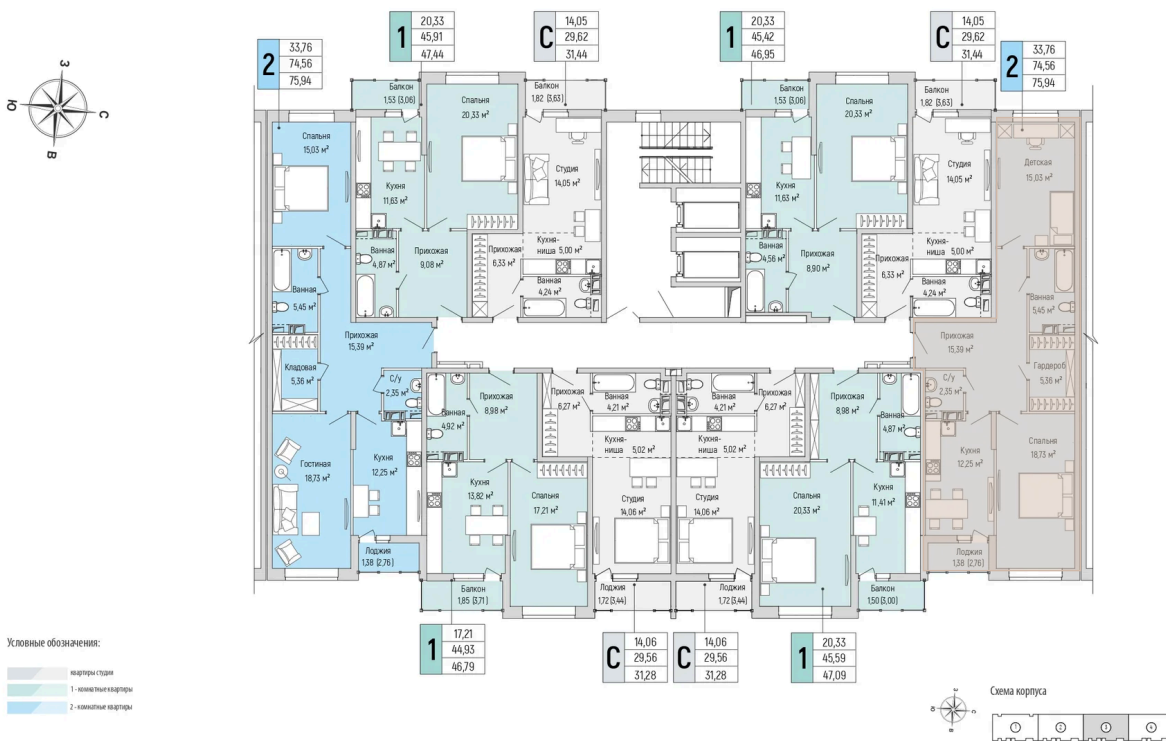 2
33,76
74,56
75,94
1
20,33
45,91
47,44
С
14,05
29,62
31,44
1
20,33
45,42
46,95
С
14,05
29,62
31,44
2
33,76
74,56
75,94
З
Ю
С
В
Балкон
1,53 (3,06)
Спальня
20,33 м²
Балкон
1,82 (3,63)
Балкон
1,53 (3,06)
Спальня
20,33 м²
Балкон
1,82 (3,63)
Спальня
15,03 м²
Кухня
11,63 м²
Студия
14,05 м²
Кухня
11,63 м²
Студия
14,05 м²
Детская
15,03 м²
Ванная
4,87 м²
Прихожая
9,08 м²
Прихожая
6,33 м²
Кухня-
ниша 5,00 м²
Ванная
4,24 м²
Ванная
4,56 м²
Прихожая
8,90 м²
Прихожая
6,33 м²
Кухня-
ниша 5,00 м²
Ванная
4,24 м²
Ванная
5,45 м²
Ванная
5,45 м²
Прихожая
15,39 м²
Прихожая
15,39 м²
Кладовая
5,36 м²
С/у
2,35 м²
Ванная
4,92 м²
Прихожая
8,98 м²
Прихожая
6,27 м²
Ванная
4,21 м²
Ванная
4,21 м²
Прихожая
6,27 м²
Прихожая
8,98 м²
Ванная
4,87 м²
С/у
2,35 м²
Гардероб
5,36 м²
Кухня-
ниша 5,02 м²
Кухня-
ниша 5,02 м²
Гостиная
18,73 м²
Кухня
12,25 м²
Кухня
13,82 м²
Спальня
17,21 м²
Студия
14,06 м²
Студия
14,06 м²
Спальня
20,33 м²
Кухня
11,41 м²
Кухня
12,25 м²
Спальня
18,73 м²
Лоджия
1,38 (2,76)
Балкон
1,85 (3,71)
Лоджия
1,72 (3,44)
Лоджия
1,72 (3,44)
Балкон
1,50 (3,00)
Лоджия
1,38 (2,76)
1
17,21
44,93
46,79
С
14,06
29,56
31,28
С
14,06
29,56
31,28
1
20,33
45,59
47,09
Условные обозначения:
квартиры студии
1 - комнатные квартиры
2 - комнатные квартиры
З
Ю
С
В
Схема корпуса
1
2
3
4